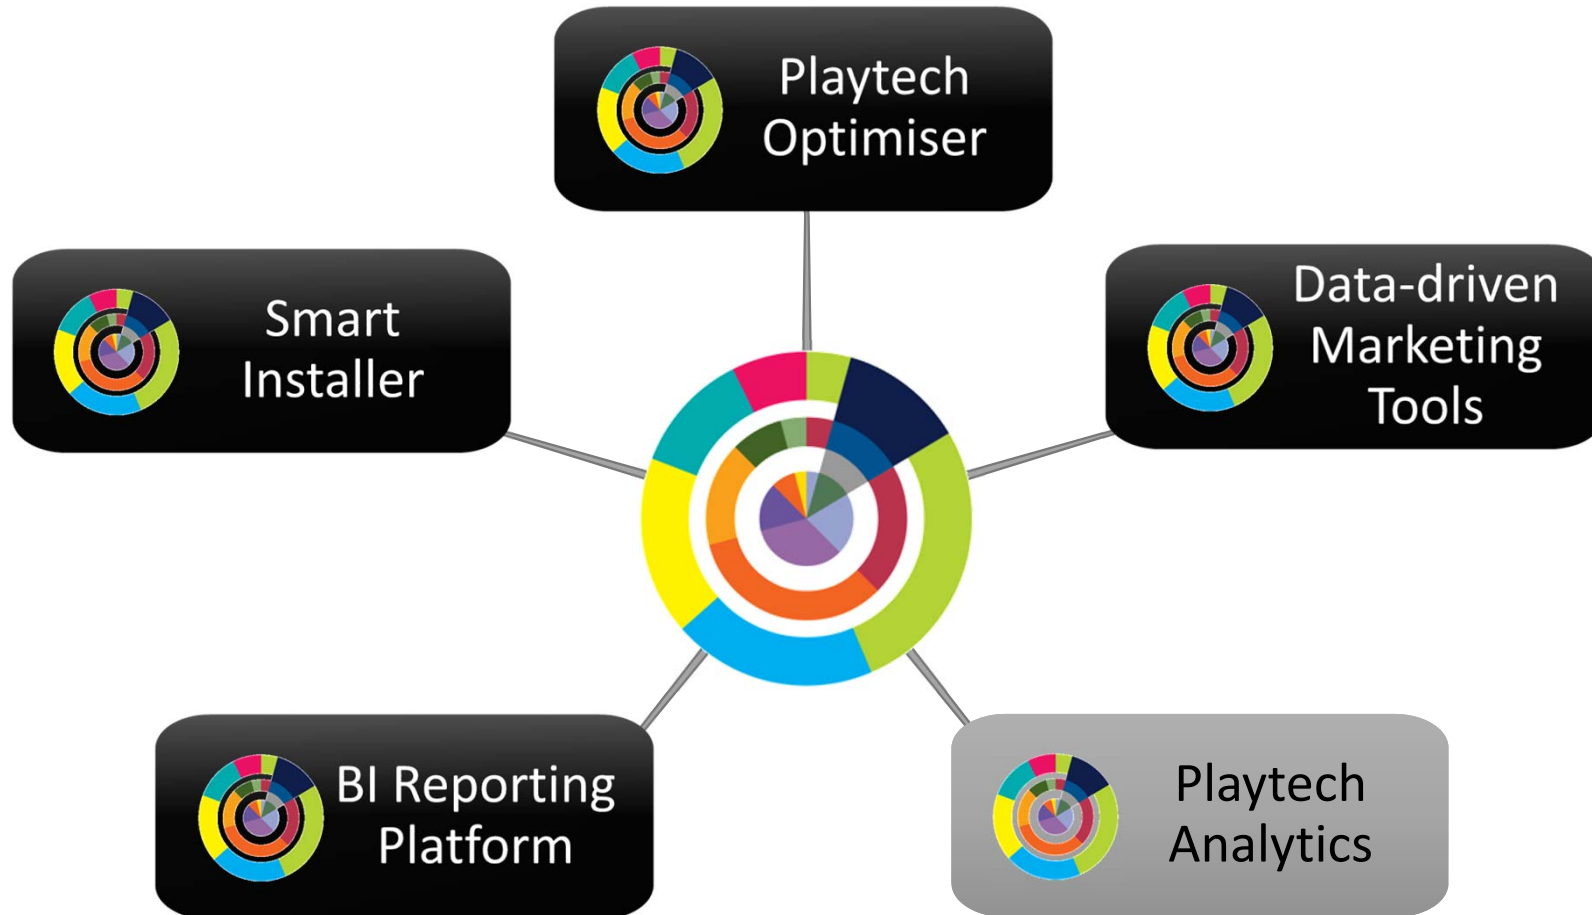 Playtech
Optimiser
Smart
Installer
Data-driven
Marketing
Tools
BI Reporting
Platform
Playtech
Analytics